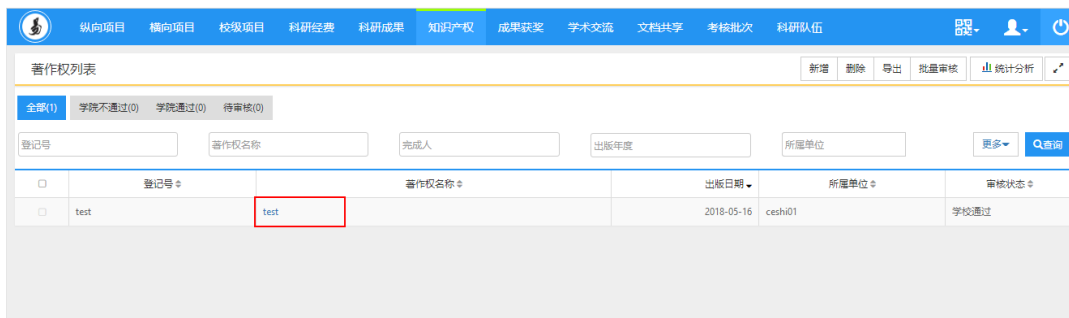 纵向项目 横向项目 校级项目 科研经费 科研成果 知识产权 成果获奖 学术交流 文档共享 考核批次 科研队伍
著作权列表 新增 删除 导出 批量审核 统计分析
全部(1) 学院不通过(0) 学院通过(0) 待审核(0)
登记号 著作权名称 完成人 出版年度 所属单位 更多 查询
登记号 著作权名称 出版日期 所属单位 审核状态
test test 2018-05-16 ceshi01 学校通过